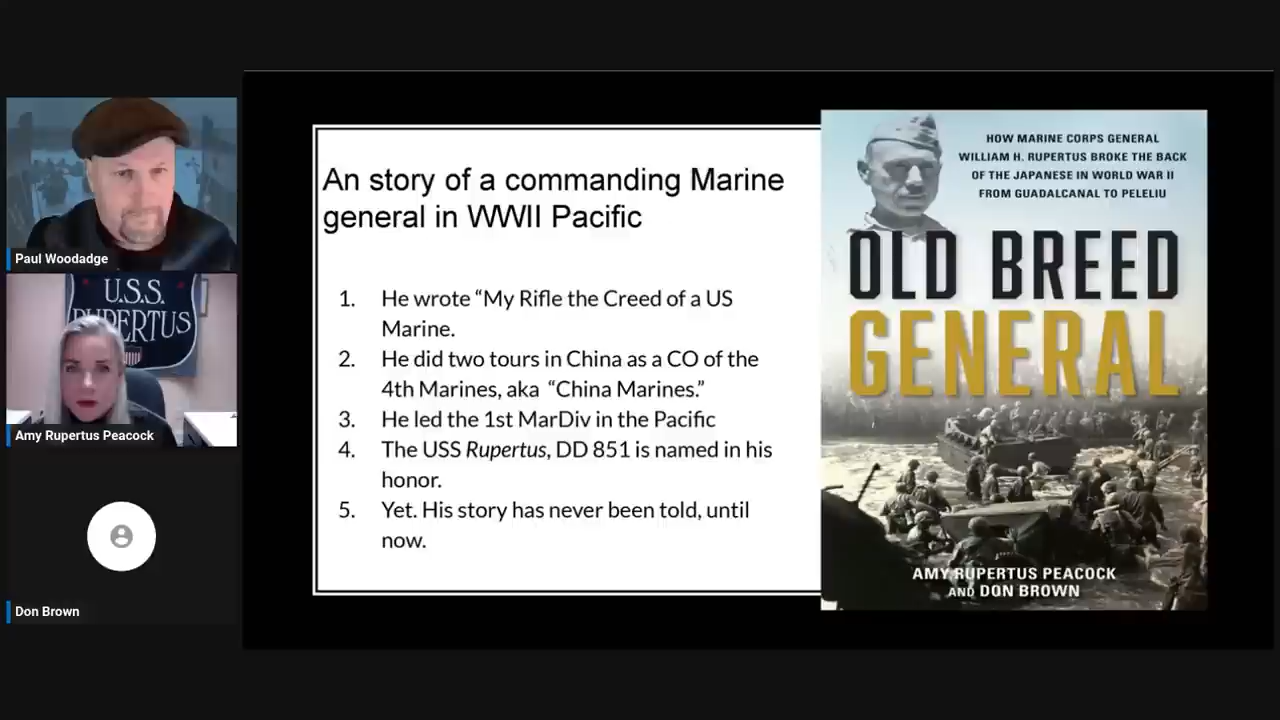 Paul Woodadge
U.S.S.
RUPERTUS
Amy Rupertus Peacock
Don Brown
An story of a commanding Marine
general in WWII Pacific
1. He wrote “My Rifle the Creed of a US
Marine.
2. He did two tours in China as a CO of the
4th Marines, aka “China Marines.”
3. He led the 1st MarDiv in the Pacific
4. The USS Rupertus, DD 851 is named in his
honor.
5. Yet. His story has never been told, until
now.
HOW MARINE CORPS GENERAL
WILLIAM H. RUPERTUS BROKE THE BACK
OF THE JAPANESE IN WORLD WAR II
FROM GUADALCANAL TO PELELIU
OLD BREED
GENERAL
AMY RUPERTUS PEACOCK
AND DON BROWN